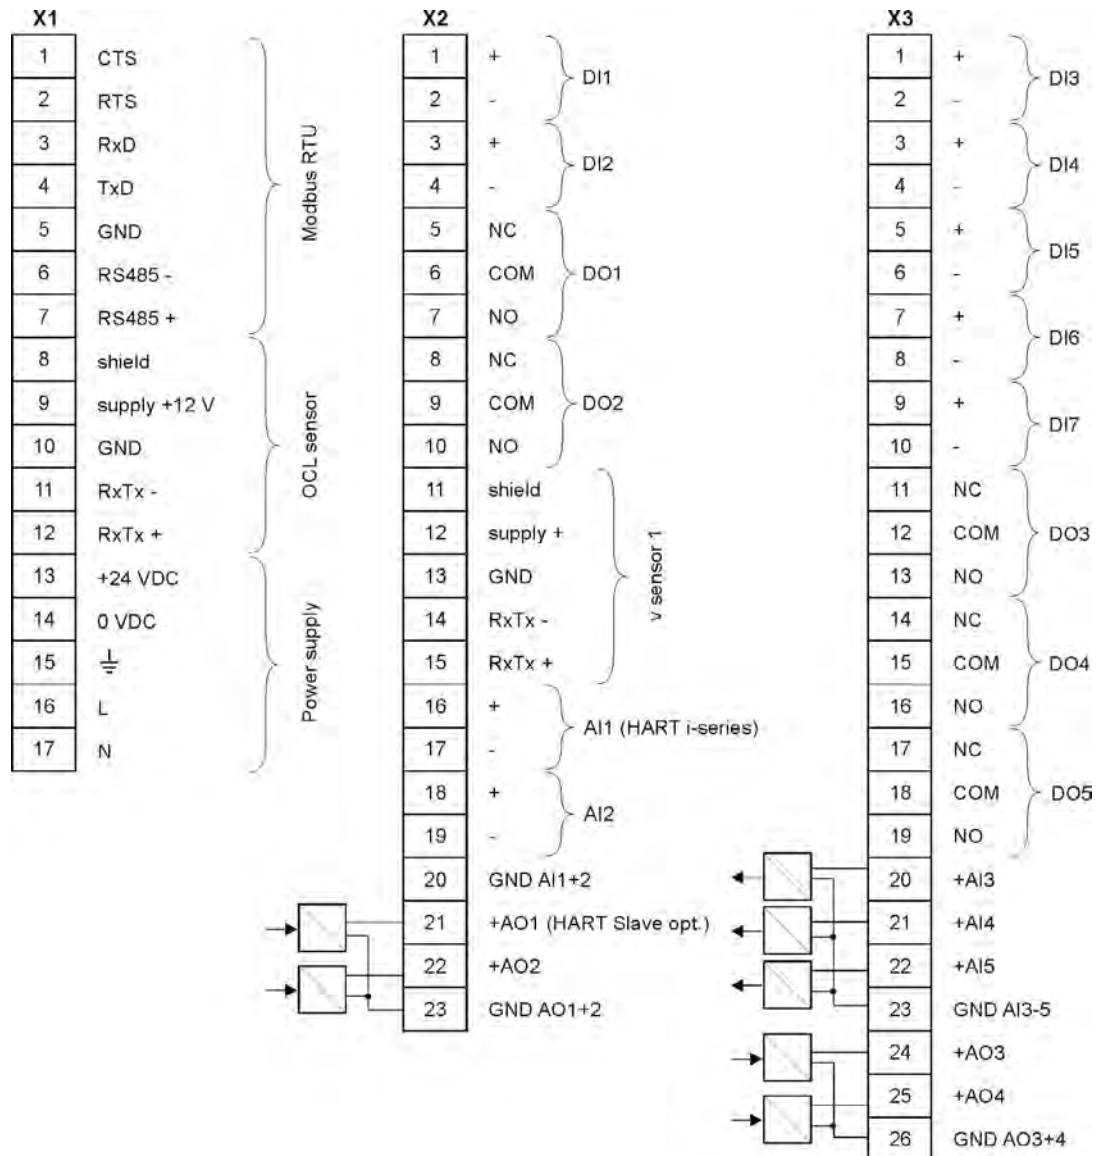 X1
1 CTS
2 RTS
3 RxD
4 TxD
5 GND
6 RS485 -
7 RS485 +
Modbus RTU
8 shield
9 supply +12 V
10 GND
11 RxTx -
12 RxTx +
OCL sensor
13 +24 VDC
14 0 VDC
15
16 L
17 N
Power supply
X2
1 +
2 -
DI1
3 +
4 -
DI2
5 NC
6 COM
7 NO
DO1
8 NC
9 COM
10 NO
DO2
11 shield
12 supply +
13 GND
14 RxTx -
15 RxTx +
v sensor 1
16 +
17 -
AI1 (HART i-series)
18 +
19 -
AI2
20 GND AI1+2
21 +AO1 (HART Slave opt.)
22 +AO2
23 GND AO1+2
X3
1 +
2 -
DI3
3 +
4 -
DI4
5 +
6 -
DI5
7 +
8 -
DI6
9 +
10 -
DI7
11 NC
12 COM
13 NO
DO3
14 NC
15 COM
16 NO
DO4
17 NC
18 COM
19 NO
DO5
20 +AI3
21 +AI4
22 +AI5
23 GND AI3-5
24 +AO3
25 +AO4
26 GND AO3+4